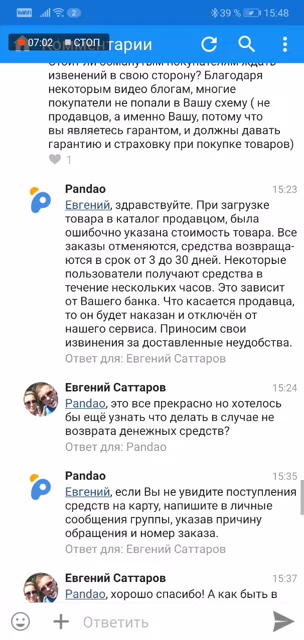 39 % 15:48
07:02 СТОП
ентарии
Стоит ли обманутым покупателям ждать
извенений в свою сторону? Благодаря
некоторым видео блогам, многие
покупатели не попали в Вашу схему ( не
продавцов, а именно Вашу, потому что
вы являетесь гарантом, и должны давать
гарантию и страховку при покупке товаров)
1
Pandao 15:23
Евгений, здравствуйте. При загрузке
товара в каталог продавцом, была
ошибочно указана стоимость товара. Все
заказы отменяются, средства возвраща-
ются в срок от 3 до 30 дней. Некоторые
пользователи получают средства в
течение нескольких часов. Это зависит
от Вашего банка. Что касается продавца,
то он будет наказан и отключён от
нашего сервиса. Приносим свои
извинения за доставленные неудобства.
Ответ для: Евгений Саттаров
Евгений Саттаров 15:24
Pandao, это все прекрасно но хотелось
бы ещё узнать что делать в случае не
возврата денежных средств?
Ответ для: Pandao
Pandao 15:35
Евгений, если Вы не увидите поступления
средств на карту, напишите в личные
сообщения группы, указав причину
обращения и номер заказа.
Ответ для: Евгений Саттаров
Евгений Саттаров 15:37
Pandao, хорошо спасибо! А как быть в
Ответить